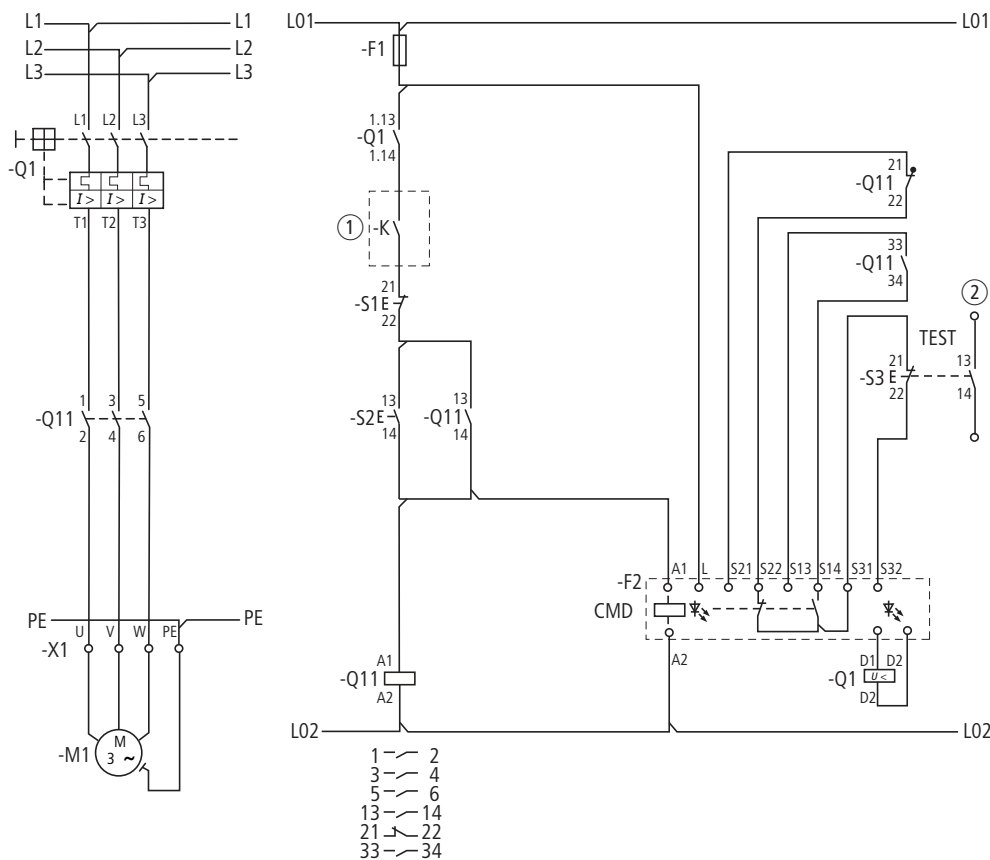 L1 L1
L2 L2
L3 L3
L1 L2 L3
-Q1
I> I> I>
T1 T2 T3
1 3 5
-Q11
2 4 6
PE PE
U V W PE
-X1
M
3 ~
-M1
L01 L01
-F1
1.13
-Q1
1.14
1 -K
21
-S1 E
22
13 13
-S2 E -Q11
14 14
21
-Q11
22
33
-Q11
34
2
TEST
21 13
-S3 E
22 14
A1 L S21 S22 S13 S14 S31 S32
-F2
CMD
A2 D1 D2
-Q1 U<
D2
A1
-Q11
A2
L02 L02
1 2
3 4
5 6
13 14
21 22
33 34